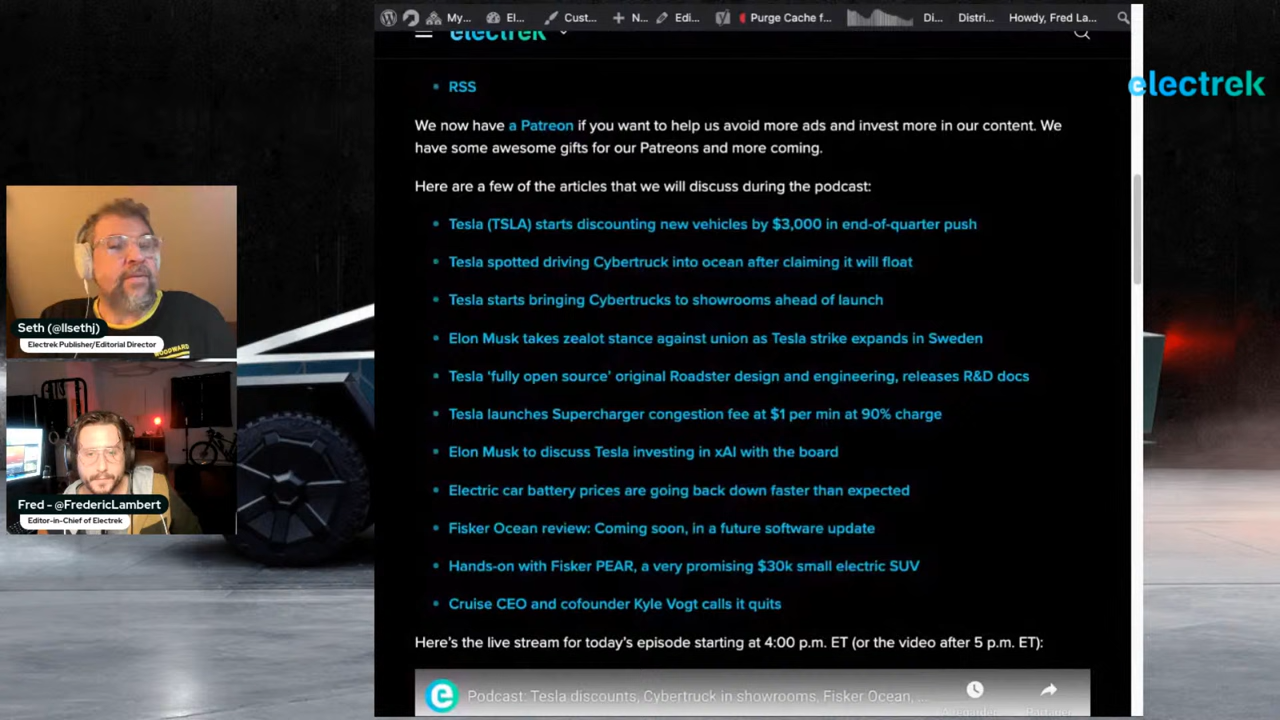 My...
El...
Cust...
N...
Edi...
Purge Cache f...
Di...
Distri...
Howdy, Fred La...
electrek
electrek
RSS
We now have a Patreon if you want to help us avoid more ads and invest more in our content. We
have some awesome gifts for our Patreons and more coming.
Here are a few of the articles that we will discuss during the podcast:
Tesla (TSLA) starts discounting new vehicles by $3,000 in end-of-quarter push
Tesla spotted driving Cybertruck into ocean after claiming it will float
Tesla starts bringing Cybertrucks to showrooms ahead of launch
Elon Musk takes zealot stance against union as Tesla strike expands in Sweden
Tesla 'fully open source' original Roadster design and engineering, releases R&D docs
Tesla launches Supercharger congestion fee at $1 per min at 90% charge
Elon Musk to discuss Tesla investing in xAI with the board
Electric car battery prices are going back down faster than expected
Fisker Ocean review: Coming soon, in a future software update
Hands-on with Fisker PEAR, a very promising $30k small electric SUV
Cruise CEO and cofounder Kyle Vogt calls it quits
Here's the live stream for today's episode starting at 4:00 p.m. ET (or the video after 5 p.m. ET):
Podcast: Tesla discounts, Cybertruck in showrooms, Fisker Ocean, ...
Seth (@llsethj)
Electrek Publisher/Editorial Director
WOODWARD
Fred - @FredericLambert
Editor-in-Chief of Electrek